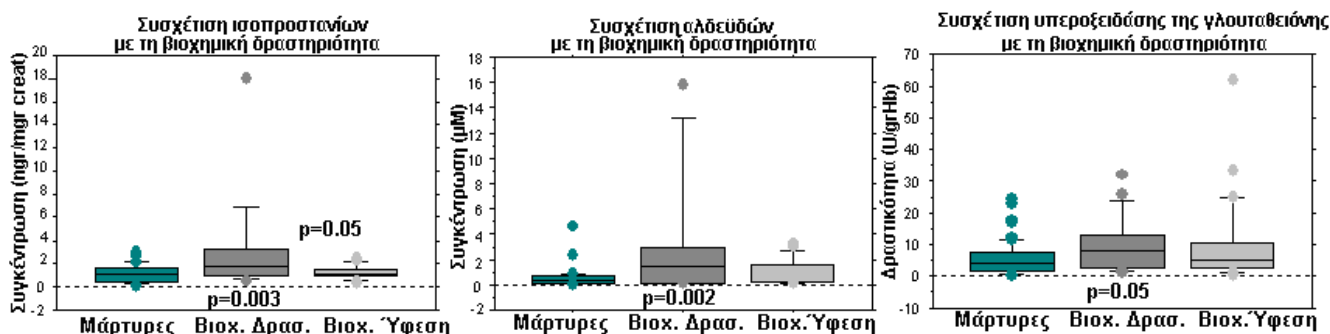 Συσχέτιση ισοπροστανίων
με τη βιοχημική δραστηριότητα
Συγκέντρωση (ngr/mgr creat)
20
18
16
14
12
10
8
6
4
2
0
-2
p=0.05
p=0.003
Μάρτυρες Βιοχ. Δρασ. Βιοχ. Ύφεση
Συσχέτιση αλδεϋδών
με τη βιοχημική δραστηριότητα
Συγκέντρωση (μΜ)
18
16
14
12
10
8
6
4
2
0
-2
p=0.002
Μάρτυρες Βιοχ. Δρασ. Βιοχ. Ύφεση
Συσχέτιση υπεροξειδάσης της γλουταθειόνης
με τη βιοχημική δραστηριότητα
Δραστικότητα (U/grHb)
70
60
50
40
30
20
10
0
-10
p=0.05
Μάρτυρες Βιοχ. Δρασ. Βιοχ. Ύφεση